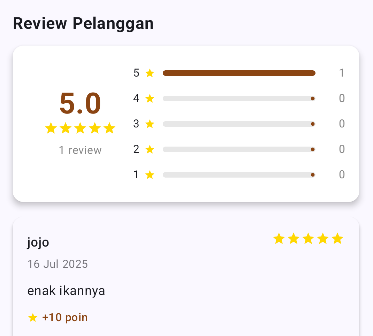 Review Pelanggan
5.0
1 review
5 1
4 0
3 0
2 0
1 0
jojo
16 Jul 2025
enak ikannya
+10 poin